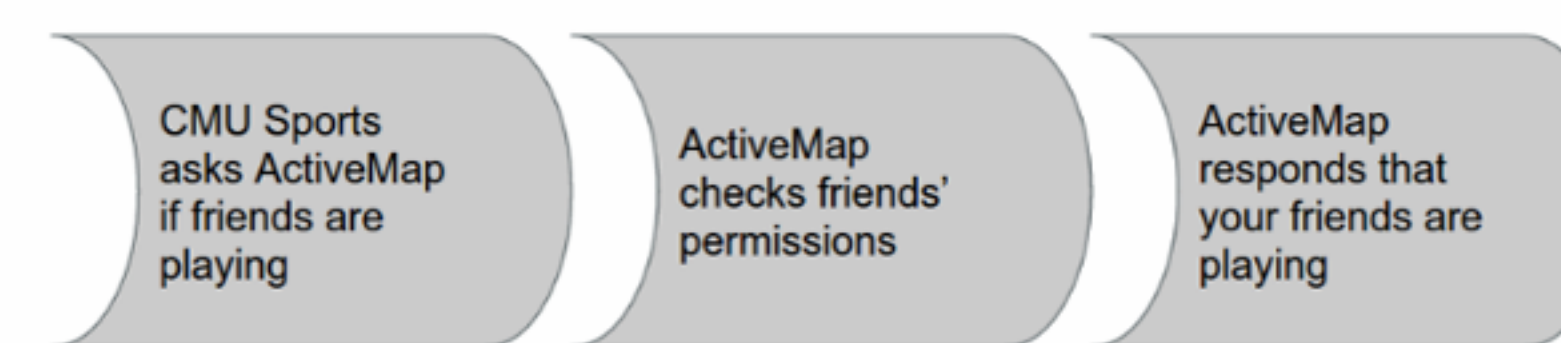 CMU Sports
asks ActiveMap
if friends are
playing
ActiveMap
checks friends’
permissions
ActiveMap
responds that
your friends are
playing